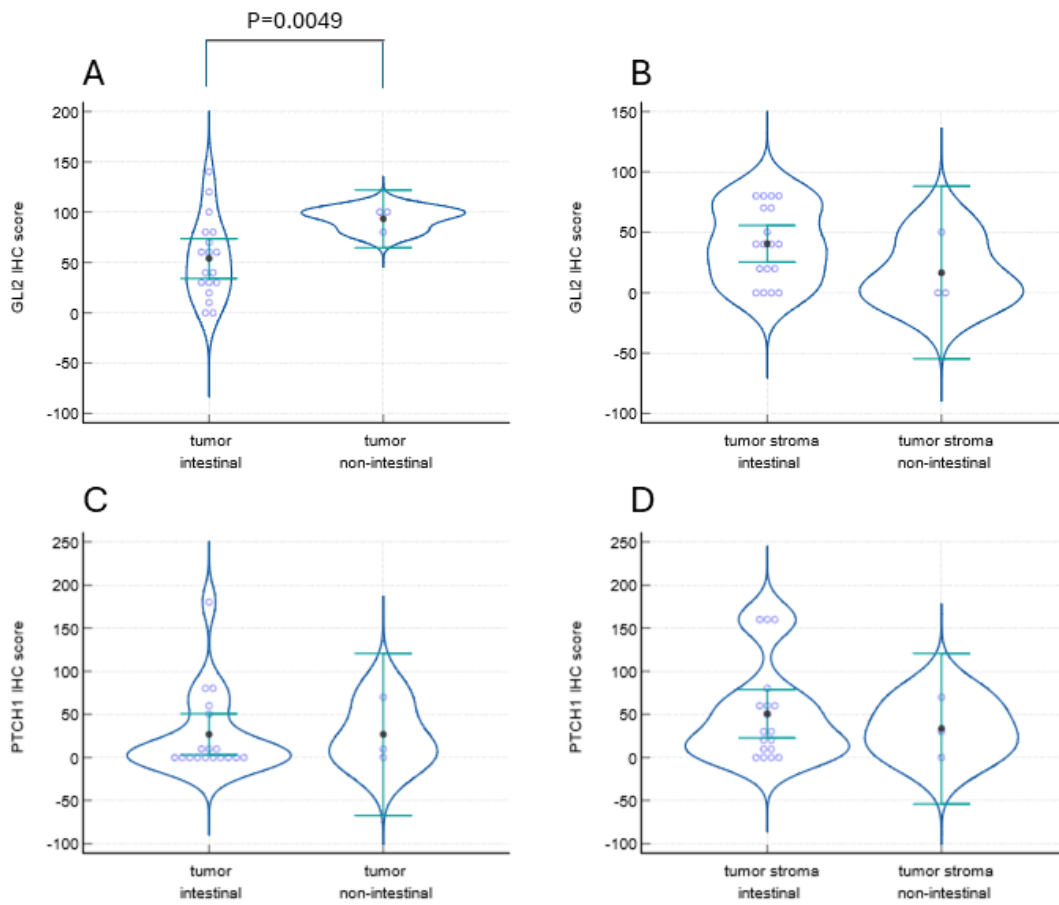 P=0.0049
A
GLI2 IHC score
200
150
100
50
0
-50
-100
tumor
intestinal
tumor
non-intestinal
B
GLI2 IHC score
150
100
50
0
-50
-100
tumor stroma
intestinal
tumor stroma
non-intestinal
C
PTCH1 IHC score
250
200
150
100
50
0
-50
-100
tumor
intestinal
tumor
non-intestinal
D
PTCH1 IHC score
250
200
150
100
50
0
-50
-100
tumor stroma
intestinal
tumor stroma
non-intestinal